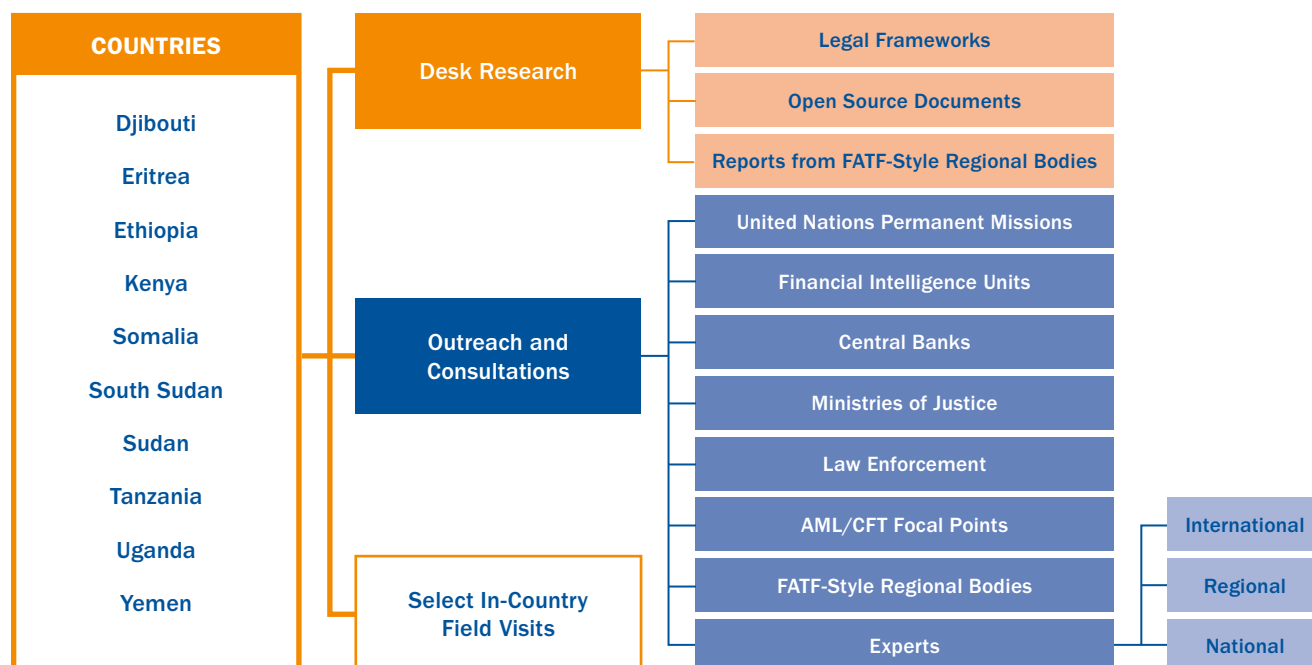 COUNTRIES
Djibouti
Eritrea
Ethiopia
Kenya
Somalia
South Sudan
Sudan
Tanzania
Uganda
Yemen
Desk Research
Legal Frameworks
Open Source Documents
Reports from FATF-Style Regional Bodies
Outreach and
Consultations
United Nations Permanent Missions
Financial Intelligence Units
Central Banks
Ministries of Justice
Law Enforcement
AML/CFT Focal Points
FATF-Style Regional Bodies
Experts
International
Regional
National
Select In-Country
Field Visits